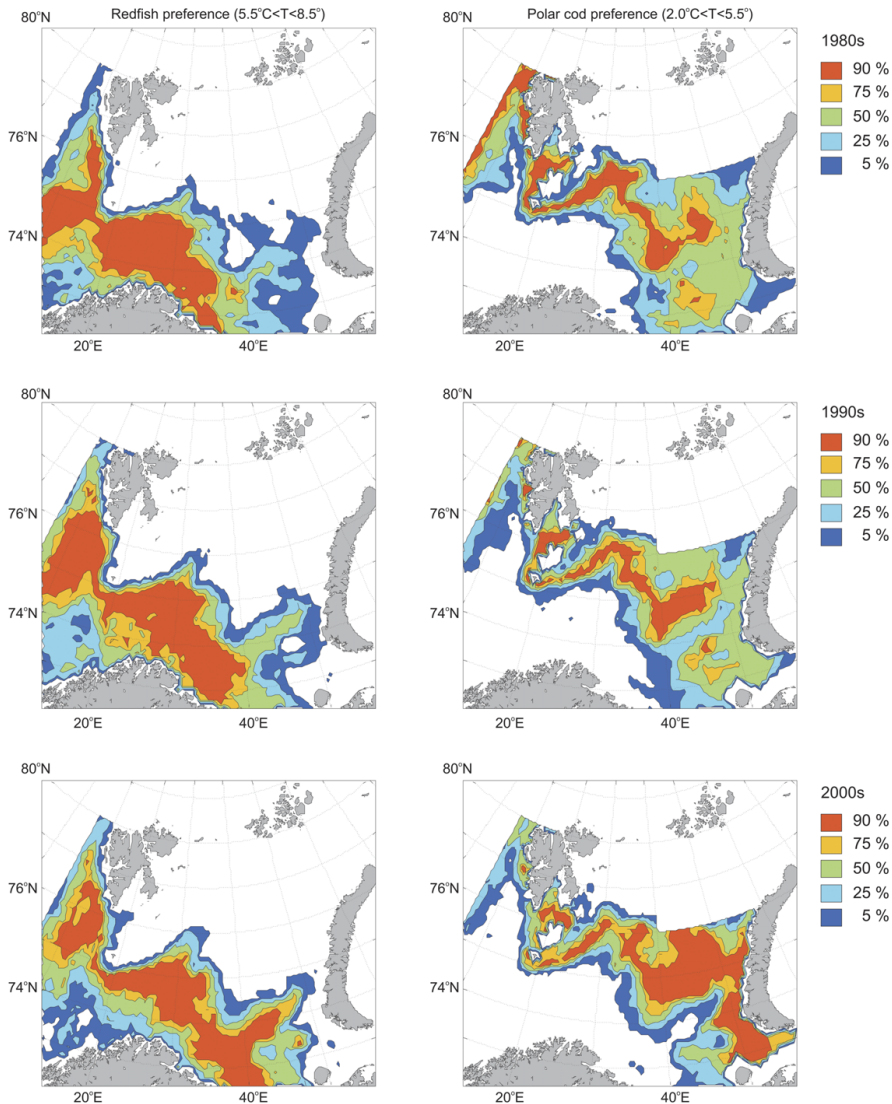 Redfish preference (5.5°C<T<8.5°)
Polar cod preference (2.0°C<T<5.5°)
80°N
76°N
74°N
20°E
40°E
80°N
76°N
74°N
20°E
40°E
1980s
90 %
75 %
50 %
25 %
5 %
80°N
76°N
74°N
20°E
40°E
80°N
76°N
74°N
20°E
40°E
1990s
90 %
75 %
50 %
25 %
5 %
80°N
76°N
74°N
20°E
40°E
80°N
76°N
74°N
20°E
40°E
2000s
90 %
75 %
50 %
25 %
5 %